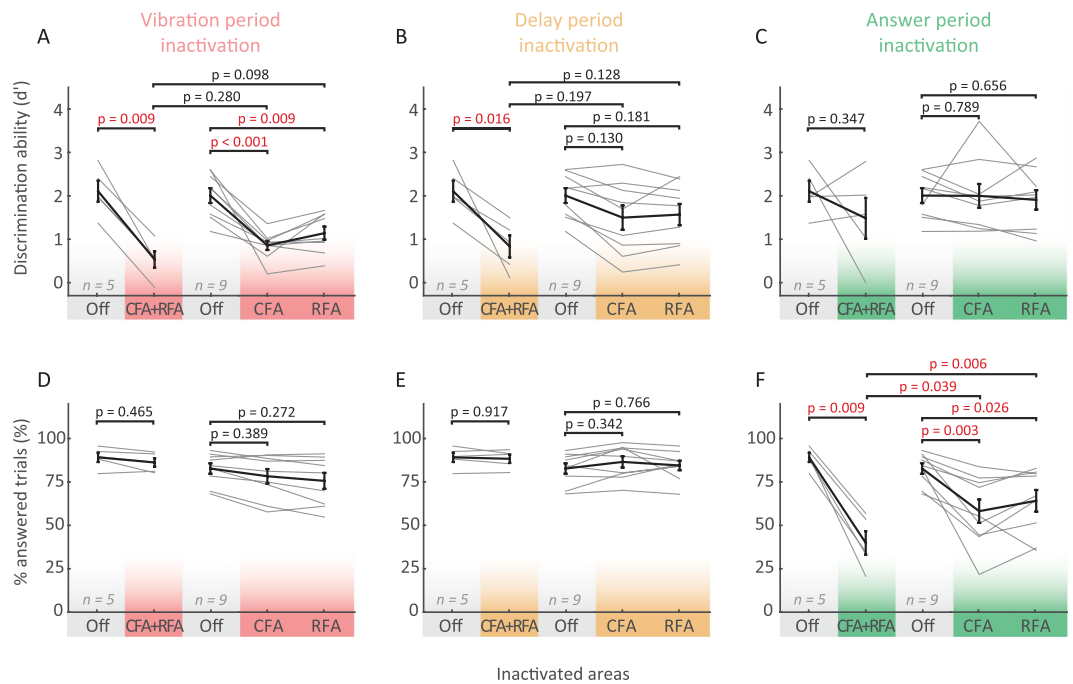 A
Vibration period
inactivation
B
Delay period
inactivation
C
Answer period
inactivation
Discrimination ability (d')
4
3
2
1
0
p = 0.098
p = 0.280
p = 0.009
p = 0.009
p < 0.001
n = 5
n = 9
Off
CFA+RFA
Off
CFA
RFA
4
3
2
1
0
p = 0.128
p = 0.197
p = 0.016
p = 0.181
p = 0.130
n = 5
n = 9
Off
CFA+RFA
Off
CFA
RFA
4
3
2
1
0
p = 0.656
p = 0.789
p = 0.347
n = 5
n = 9
Off
CFA+RFA
Off
CFA
RFA
D
% answered trials (%)
100
75
50
25
0
p = 0.465
p = 0.272
p = 0.389
n = 5
n = 9
Off
CFA+RFA
Off
CFA
RFA
E
100
75
50
25
0
p = 0.917
p = 0.766
p = 0.342
n = 5
n = 9
Off
CFA+RFA
Off
CFA
RFA
F
100
75
50
25
0
p = 0.006
p = 0.039
p = 0.009
p = 0.026
p = 0.003
n = 5
n = 9
Off
CFA+RFA
Off
CFA
RFA
Inactivated areas